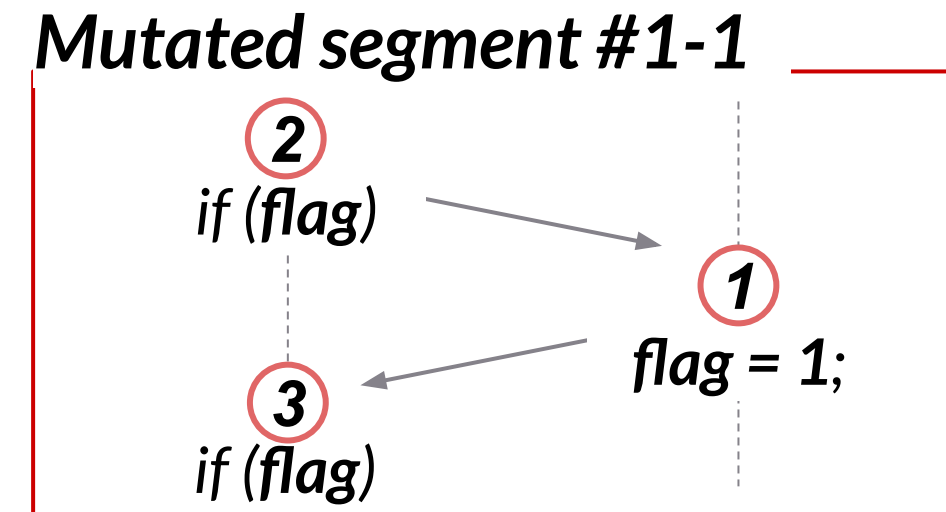 Mutated segment #1-1
2
if (flag)
1
flag = 1;
3
if (flag)